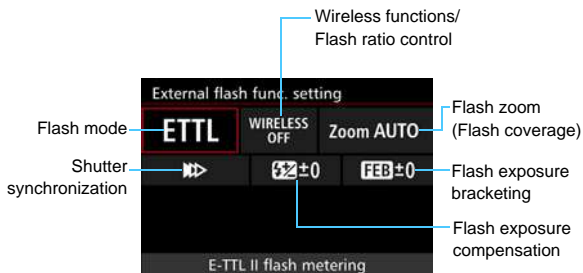 Wireless functions/
Flash ratio control
External flash func. setting
Flash mode
ETTL
WIRELESS
OFF
Zoom AUTO
Flash zoom
(Flash coverage)
Shutter
synchronization
±0
FEB±0
Flash exposure
bracketing
Flash exposure
compensation
E-TTL II flash metering